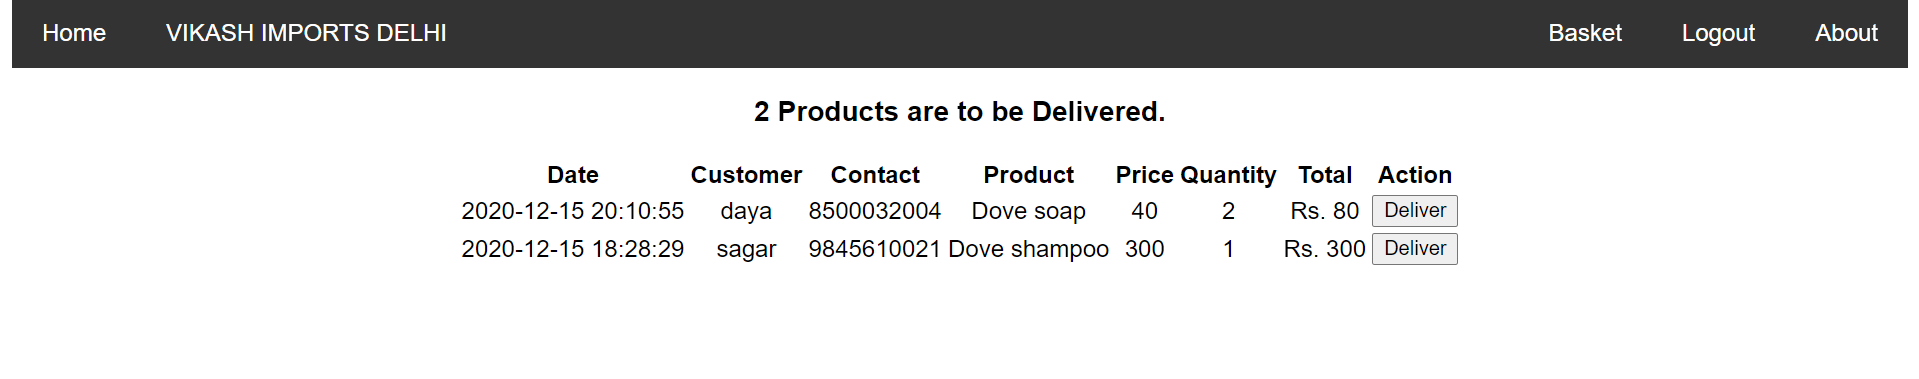 Home VIKASH IMPORTS DELHI Basket Logout About
2 Products are to be Delivered.
Date Customer Contact Product Price Quantity Total Action
2020-12-15 20:10:55 daya 8500032004 Dove soap 40 2 Rs. 80 Deliver
2020-12-15 18:28:29 sagar 9845610021 Dove shampoo 300 1 Rs. 300 Deliver